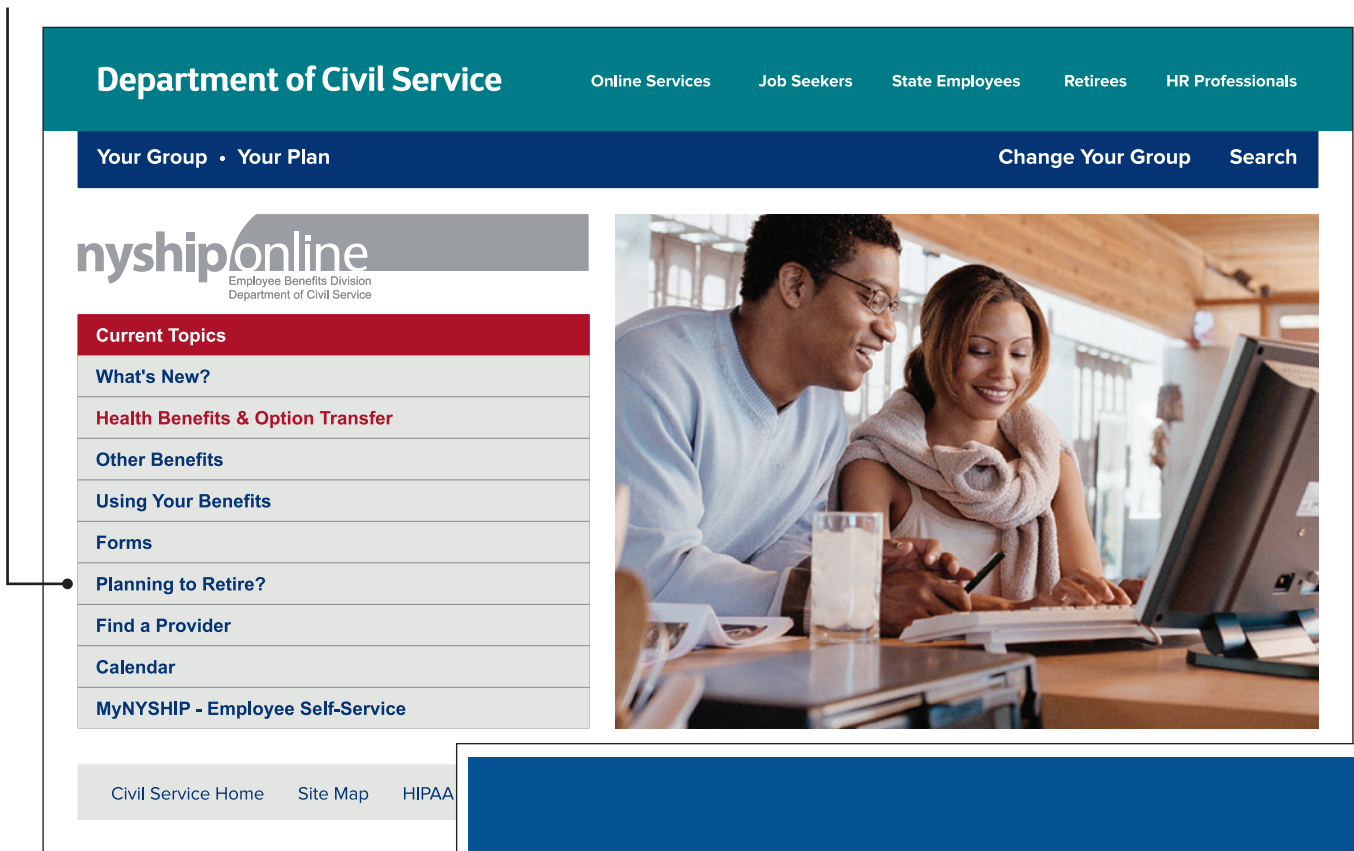 Department of Civil Service
Online Services Job Seekers State Employees Retirees HR Professionals
Your Group • Your Plan
Change Your Group Search
nyshiponline
Employee Benefits Division
Department of Civil Service
Current Topics
What's New?
Health Benefits & Option Transfer
Other Benefits
Using Your Benefits
Forms
Planning to Retire?
Find a Provider
Calendar
MyNYSHIP - Employee Self-Service
Civil Service Home Site Map HIPAA